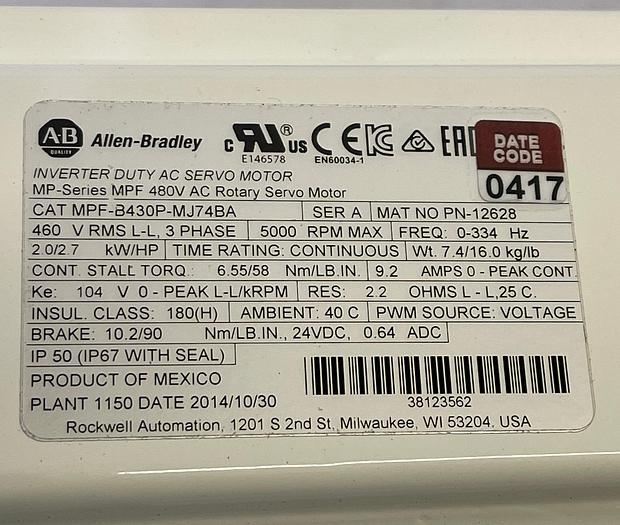 A-B
QUALITY
Allen-Bradley
c RU ® US CE KC EAC
E146578 EN60034-1
DATE
CODE
0417
INVERTER DUTY AC SERVO MOTOR
MP-Series MPF 480V AC Rotary Servo Motor
CAT MPF-B430P-MJ74BA SER A MAT NO PN-12628
460 V RMS L-L, 3 PHASE 5000 RPM MAX FREQ: 0-334 Hz
2.0/2.7 kW/HP TIME RATING: CONTINUOUS Wt. 7.4/16.0 kg/lb
CONT. STALL TORQ.: 6.55/58 Nm/LB.IN. 9.2 AMPS 0 - PEAK CONT.
Ke: 104 V 0 - PEAK L-L/kRPM RES: 2.2 OHMS L - L,25 C.
INSUL. CLASS: 180(H) AMBIENT: 40 C PWM SOURCE: VOLTAGE
BRAKE: 10.2/90 Nm/LB.IN., 24VDC, 0.64 ADC
IP 50 (IP67 WITH SEAL)
PRODUCT OF MEXICO
PLANT 1150 DATE 2014/10/30
38123562
Rockwell Automation, 1201 S 2nd St, Milwaukee, WI 53204. USA